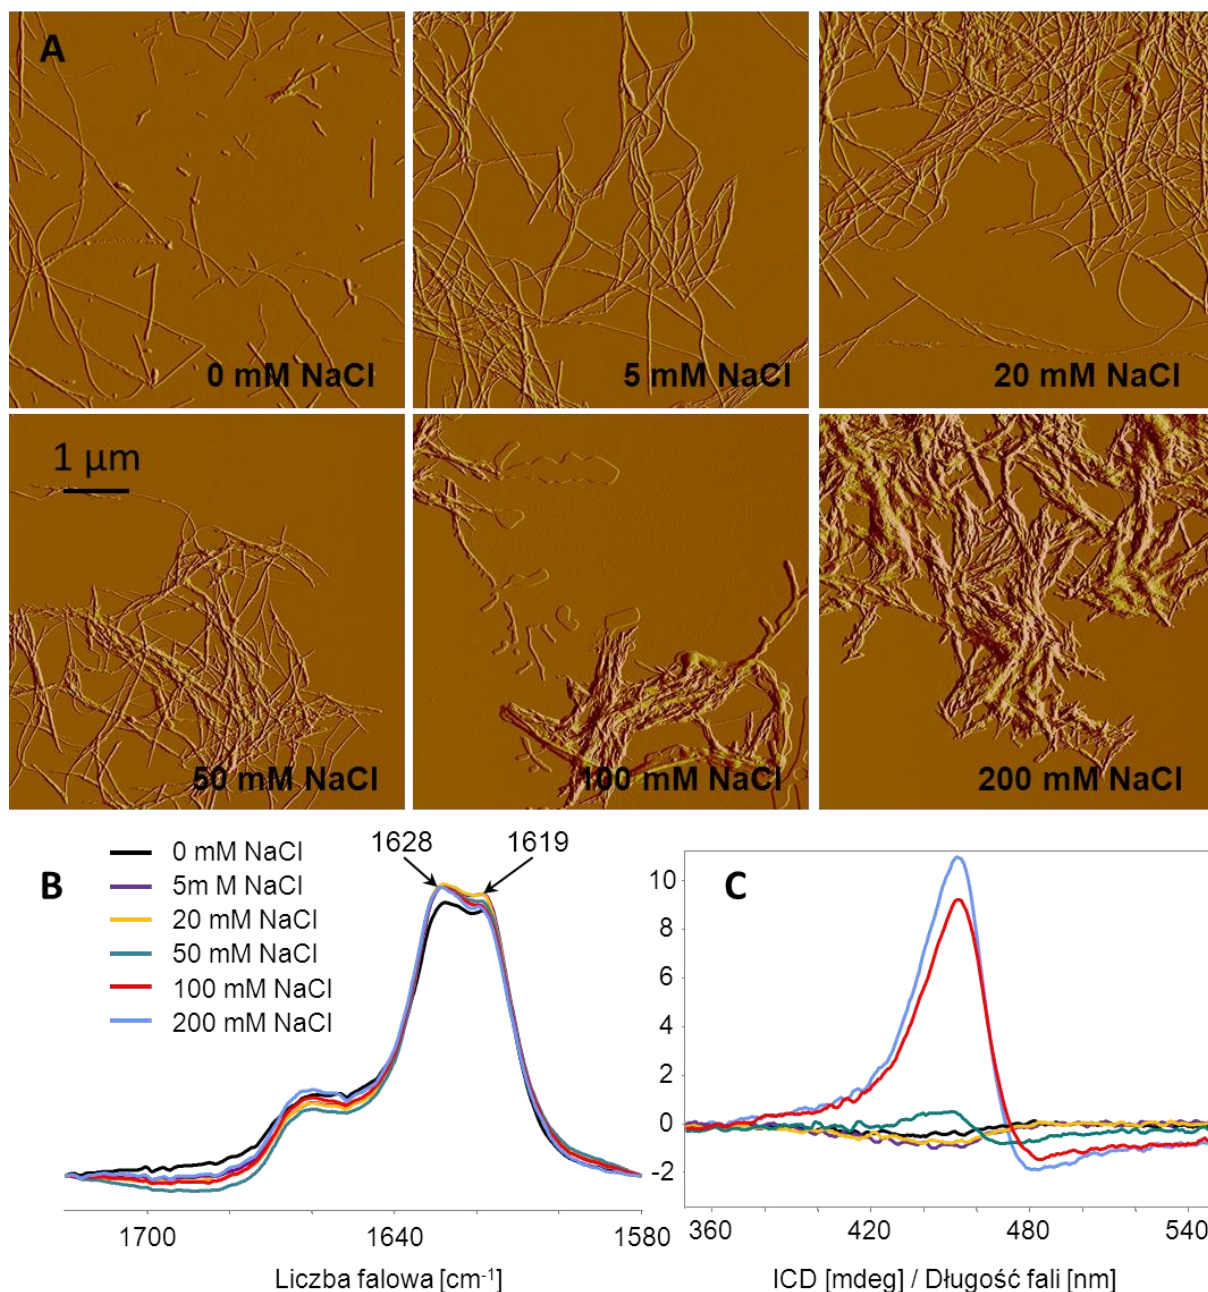 A
0 mM NaCl
5 mM NaCl
20 mM NaCl
1 µm
50 mM NaCl
100 mM NaCl
200 mM NaCl
B
0 mM NaCl
5m M NaCl
20 mM NaCl
50 mM NaCl
100 mM NaCl
200 mM NaCl
1628
1619
1700
1640
1580
Liczba falowa [cm⁻¹]
C
10
8
6
4
2
0
-2
360
420
480
540
ICD [mdeg] / Długość fali [nm]